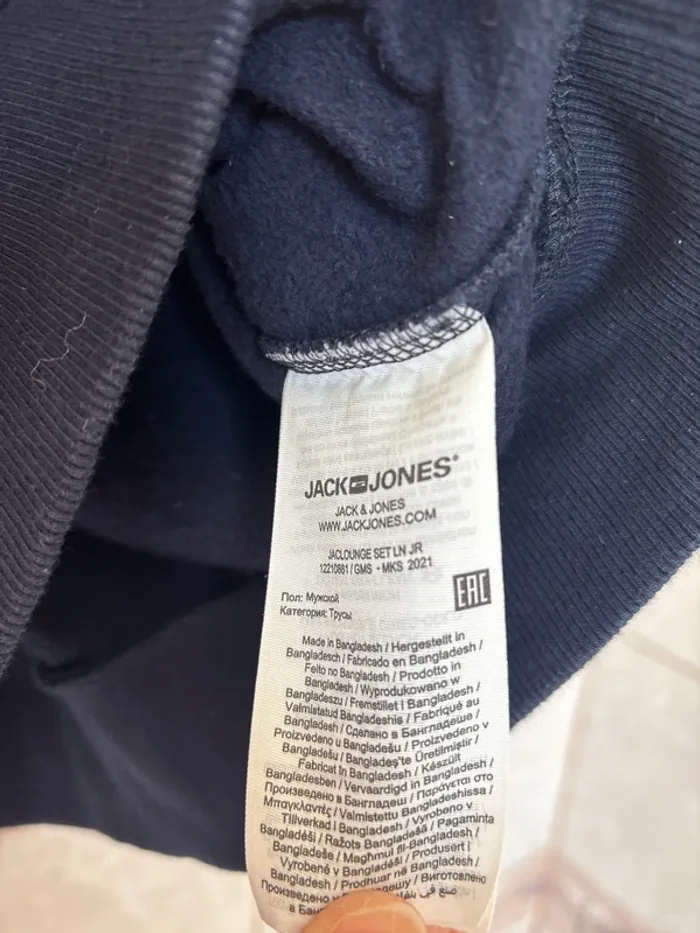 JACK JONES®
JACK & JONES
WWW.JACKJONES.COM
JACLOUNGE SET LN JR
12210881 / GMS - MKS 2021
EAC
Пол: Мужской
Категория: Трусы
Made in Bangladesh / Hergestellt in
Bangladesch / Fabricado en Bangladesh /
Feito no Bangladesh / Prodotto in
Bangladesh / Wyprodukowano w
Bangladeszu / Fremstillet i Bangladesh /
Valmistatud Bangladeshis / Fabriqué au
Bangladesh / Сделано в Бангладеше /
Proizvedeno u Bangladešu / Proizvedeno v
Bangladešu / Bangladeş'te Üretilmiştir /
Fabricat în Bangladesh / Készült
Bangladesben / Vervaardigd in Bangladesh /
Произведено в Бангладеш / Παράγεται στο
Μπαγκλαντές / Valmistettu Bangladeshissa /
Tillverkad i Bangladesh / Vyrobeno v
Bangladéši / Ražots Bangladešā / Pagaminta
Bangladeše / Magħmul fil-Bangladesh /
Vyrobené v Bangladéši / Produsert i
Bangladesh / Prodhuar në Bangladesh /
Произведено / Виготовлено
صنع في
в